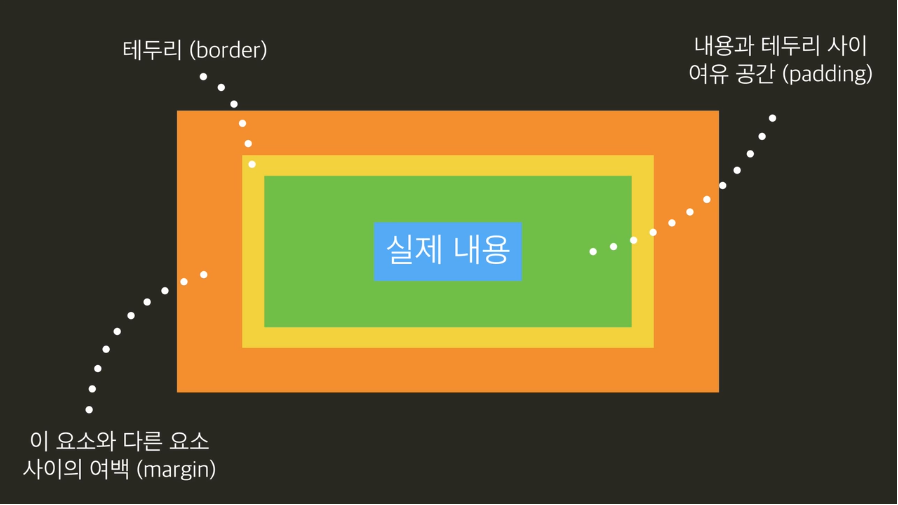 테두리 (border)
내용과 테두리 사이
여유 공간 (padding)
실제 내용
이 요소와 다른 요소
사이의 여백 (margin)